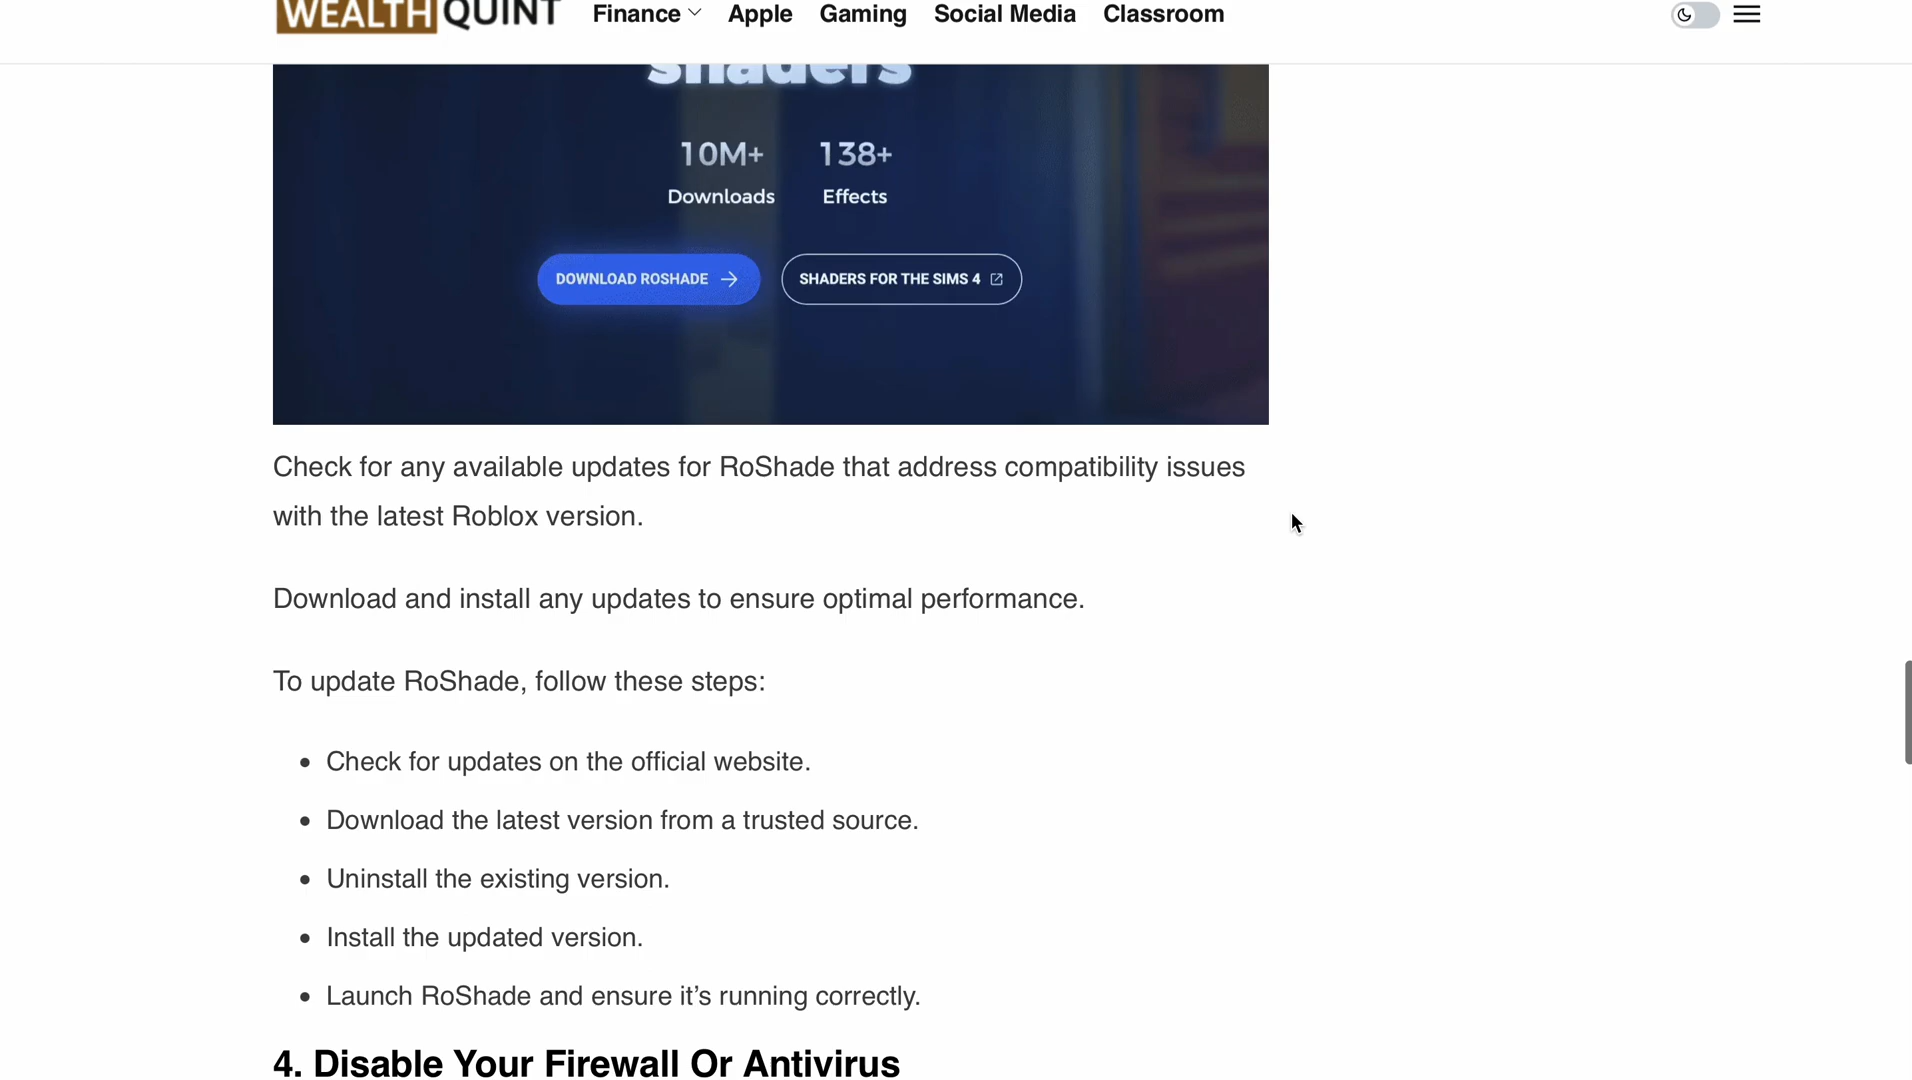 WEALTHQUINT
Finance Apple Gaming Social Media Classroom
shaders
10M+ 138+
Downloads Effects
DOWNLOAD ROSHADE SHADERS FOR THE SIMS 4
Check for any available updates for RoShade that address compatibility issues
with the latest Roblox version.
Download and install any updates to ensure optimal performance.
To update RoShade, follow these steps:
• Check for updates on the official website.
• Download the latest version from a trusted source.
• Uninstall the existing version.
• Install the updated version.
• Launch RoShade and ensure it’s running correctly.
4. Disable Your Firewall Or Antivirus